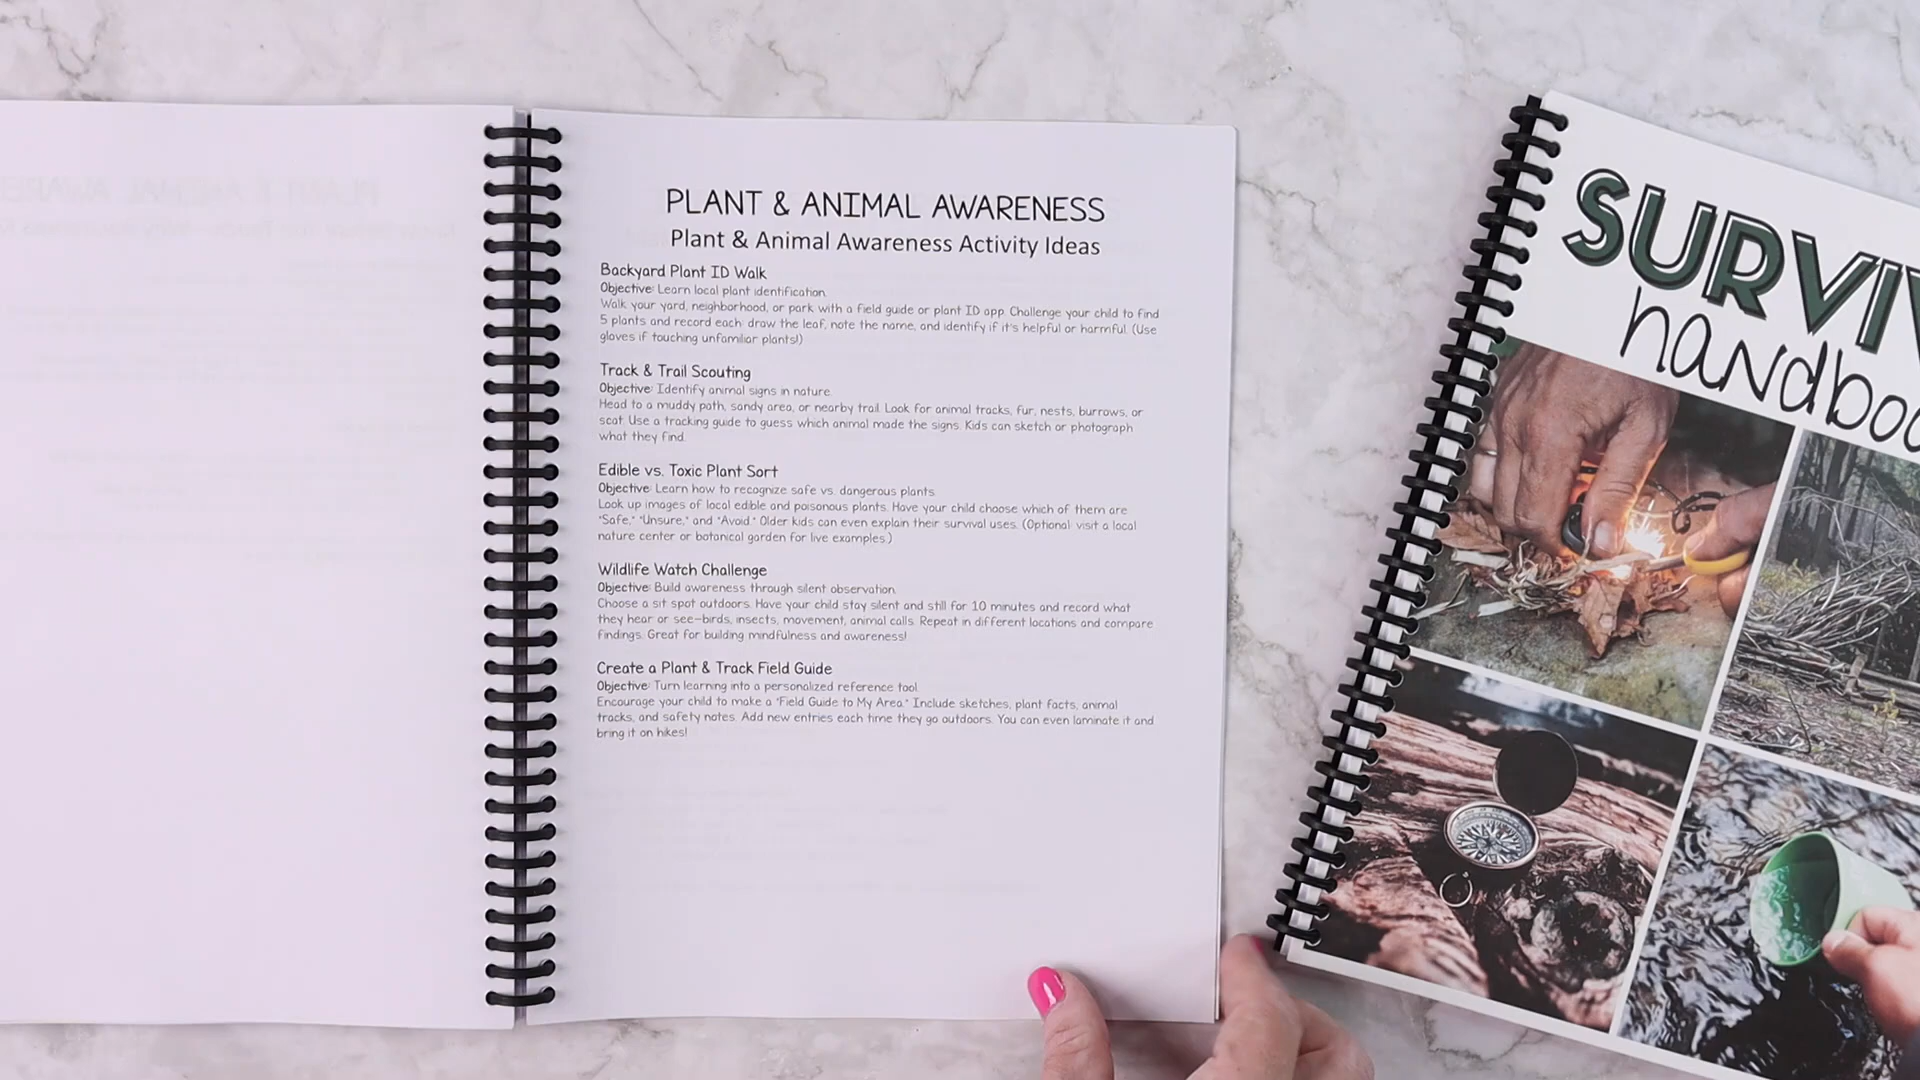 PLANT & ANIMAL AWARENESS
Plant & Animal Awareness Activity Ideas
Backyard Plant ID Walk
Objective: Learn local plant identification.
Walk your yard, neighborhood, or park with a field guide or plant ID app. Challenge your child to find
5 plants and record each: draw the leaf, note the name, and identify if it's helpful or harmful. (Use
gloves if touching unfamiliar plants!)
Track & Trail Scouting
Objective: Identify animal signs in nature.
Head to a muddy path, sandy area, or nearby trail. Look for animal tracks, fur, nests, burrows, or
scat. Use a tracking guide to guess which animal made the signs. Kids can sketch or photograph
what they find.
Edible vs. Toxic Plant Sort
Objective: Learn how to recognize safe vs. dangerous plants.
Look up images of local edible and poisonous plants. Have your child choose which of them are
"Safe," "Unsure," and "Avoid." Older kids can even explain their survival uses. (Optional: visit a local
nature center or botanical garden for live examples.)
Wildlife Watch Challenge
Objective: Build awareness through silent observation.
Choose a sit spot outdoors. Have your child stay silent and still for 10 minutes and record what
they hear or see—birds, insects, movement, animal calls. Repeat in different locations and compare
findings. Great for building mindfulness and awareness!
Create a Plant & Track Field Guide
Objective: Turn learning into a personalized reference tool.
Encourage your child to make a "Field Guide to My Area." Include sketches, plant facts, animal
tracks, and safety notes. Add new entries each time they go outdoors. You can even laminate it and
bring it on hikes!
SURVIV
handboo